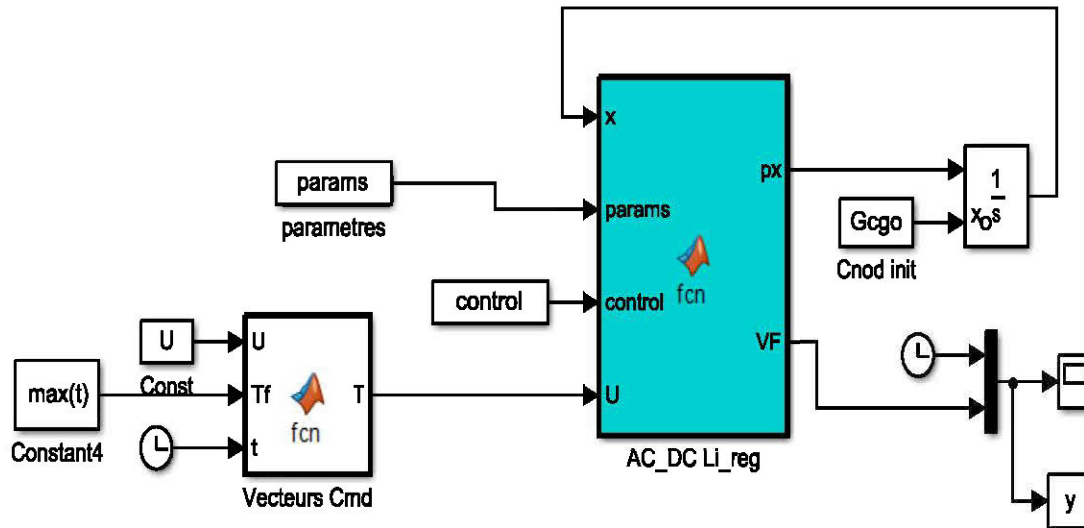 x
params
parametres
params
px
1
s
xo
Gcgo
Cnod init
fcn
control
control
VF
U
Const
U
max(t)
Constant4
Tf
T
t
fcn
Vecteurs Cmd
U
AC_DC Li_reg
y